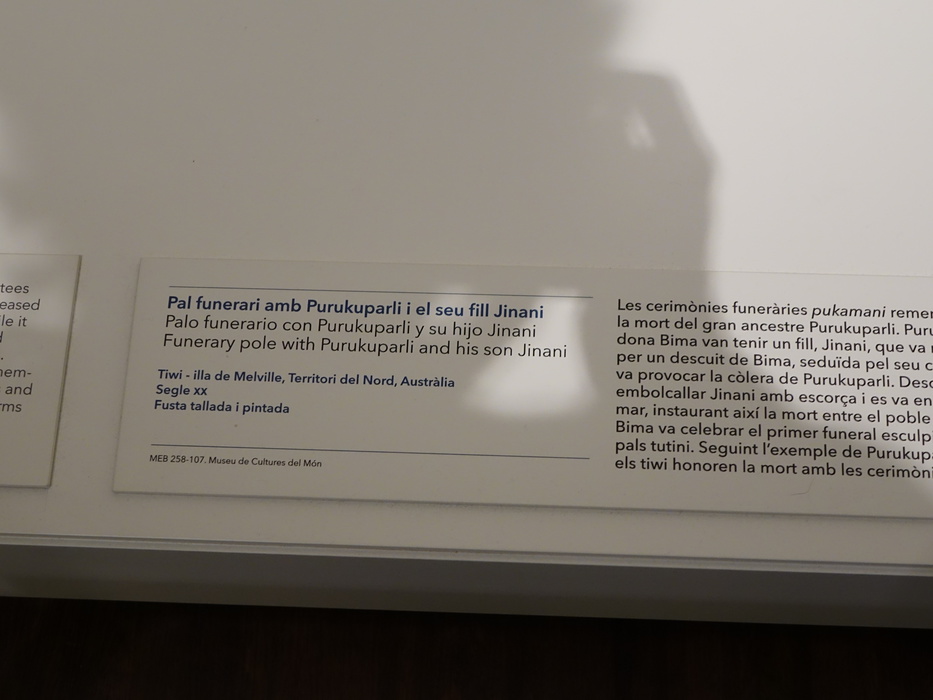 tees
eased
le it
.
nem-
and
rms
Pal funerari amb Purukuparli i el seu fill Jinani
Palo funerario con Purukuparli y su hijo Jinani
Funerary pole with Purukuparli and his son Jinani
Tiwi - illa de Melville, Territori del Nord, Austràlia
Segle xx
Fusta tallada i pintada
MEB 258-107. Museu de Cultures del Món
Les cerimònies funeràries pukamani remem
la mort del gran ancestre Purukuparli. Puru
dona Bima van tenir un fill, Jinani, que va
per un descuit de Bima, seduïda pel seu c
va provocar la còlera de Purukuparli. Desc
embolcallar Jinani amb escorça i es va en
mar, instaurant així la mort entre el poble
Bima va celebrar el primer funeral esculp
pals tutini. Seguint l'exemple de Purukupa
els tiwi honoren la mort amb les cerimòni